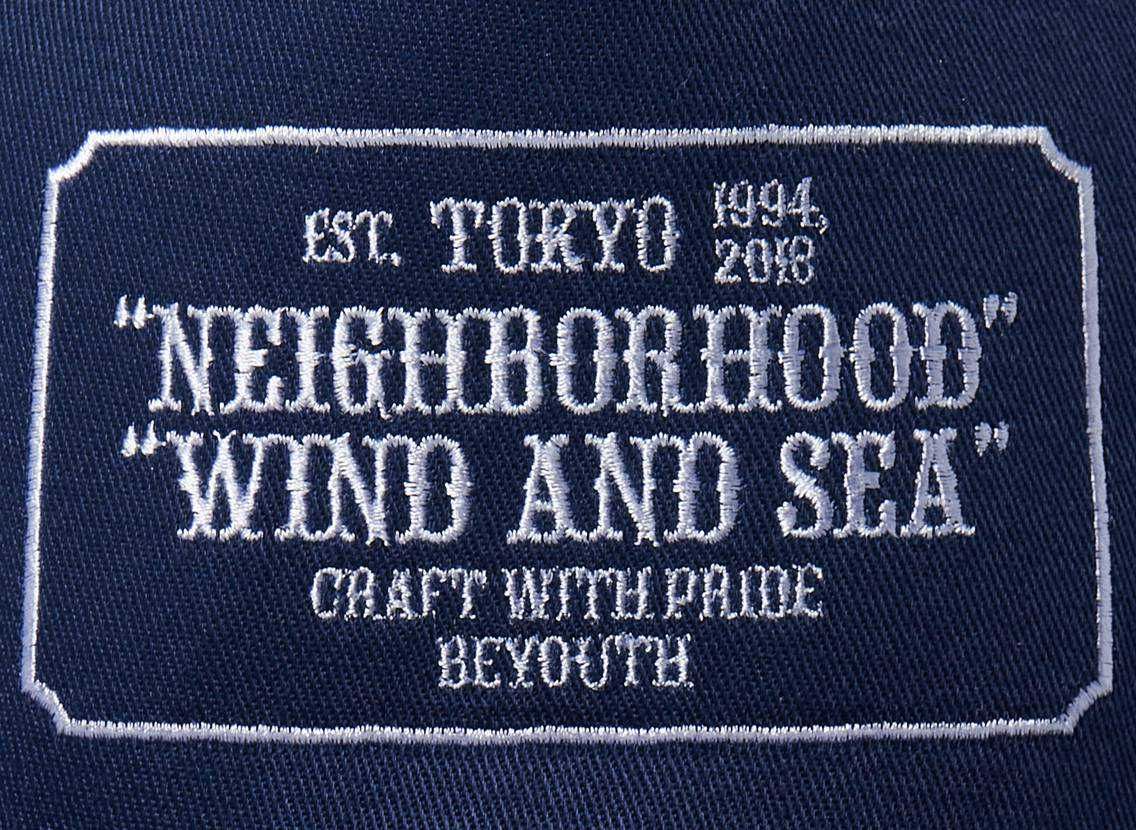 EST. TOKYO 1994,
2018
“NEIGHBORHOOD”
“WIND AND SEA”
CRAFT WITH PRIDE
BEYOUTH